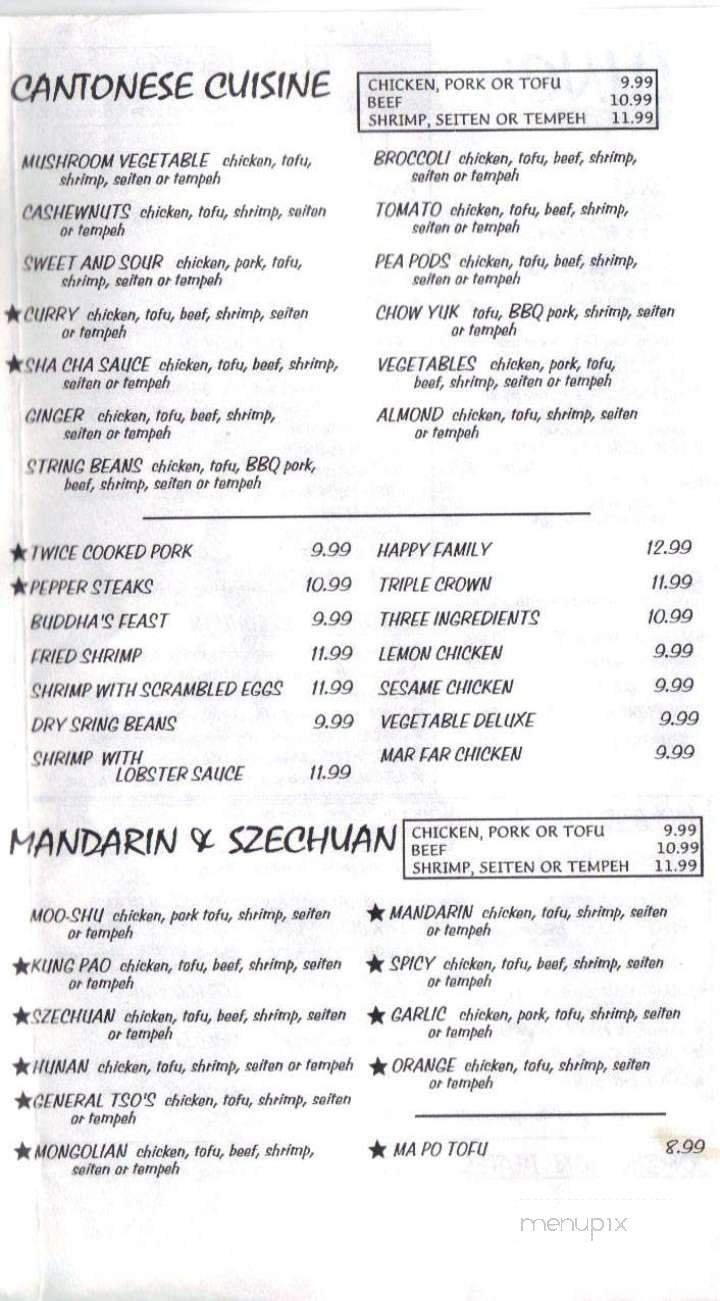 CANTONESE CUISINE
CHICKEN, PORK OR TOFU 9.99
BEEF 10.99
SHRIMP, SEITEN OR TEMPEH 11.99
MUSHROOM VEGETABLE chicken, tofu,
shrimp, seiten or tempeh
CASHEWNUTS chicken, tofu, shrimp, seiten
or tempeh
SWEET AND SOUR chicken, pork, tofu,
shrimp, seiten or tempeh
★CURRY chicken, tofu, beef, shrimp, seiten
or tempeh
★SHA CHA SAUCE chicken, tofu, beef, shrimp,
seiten or tempeh
GINGER chicken, tofu, beef, shrimp,
seiten or tempeh
STRING BEANS chicken, tofu, BBQ pork,
beef, shrimp, seiten or tempeh
BROCCOLI chicken, tofu, beef, shrimp,
seiten or tempeh
TOMATO chicken, tofu, beef, shrimp,
seiten or tempeh
PEA PODS chicken, tofu, beef, shrimp,
seiten or tempeh
CHOW YUK tofu, BBQ pork, shrimp, seiten
or tempeh
VEGETABLES chicken, pork, tofu,
beef, shrimp, seiten or tempeh
ALMOND chicken, tofu, shrimp, seiten
or tempeh
★TWICE COOKED PORK 9.99
★PEPPER STEAKS 10.99
BUDDHA'S FEAST 9.99
FRIED SHRIMP 11.99
SHRIMP WITH SCRAMBLED EGGS 11.99
DRY SRING BEANS 9.99
SHRIMP WITH
LOBSTER SAUCE 11.99
HAPPY FAMILY 12.99
TRIPLE CROWN 11.99
THREE INGREDIENTS 10.99
LEMON CHICKEN 9.99
SESAME CHICKEN 9.99
VEGETABLE DELUXE 9.99
MAR FAR CHICKEN 9.99
MANDARIN & SZECHUAN
CHICKEN, PORK OR TOFU 9.99
BEEF 10.99
SHRIMP, SEITEN OR TEMPEH 11.99
MOO-SHU chicken, pork tofu, shrimp, seiten
or tempeh
★KUNG PAO chicken, tofu, beef, shrimp, seiten
or tempeh
★SZECHUAN chicken, tofu, beef, shrimp, seiten
or tempeh
★HUNAN chicken, tofu, shrimp, seiten or tempeh
★GENERAL TSO'S chicken, tofu, shrimp, seiten
or tempeh
★MONGOLIAN chicken, tofu, beef, shrimp,
seiten or tempeh
★ MANDARIN chicken, tofu, shrimp, seiten
or tempeh
★ SPICY chicken, tofu, beef, shrimp, seiten
or tempeh
★ GARLIC chicken, pork, tofu, shrimp, seiten
or tempeh
★ ORANGE chicken, tofu, shrimp, seiten
or tempeh
★ MA PO TOFU 8.99
menupix